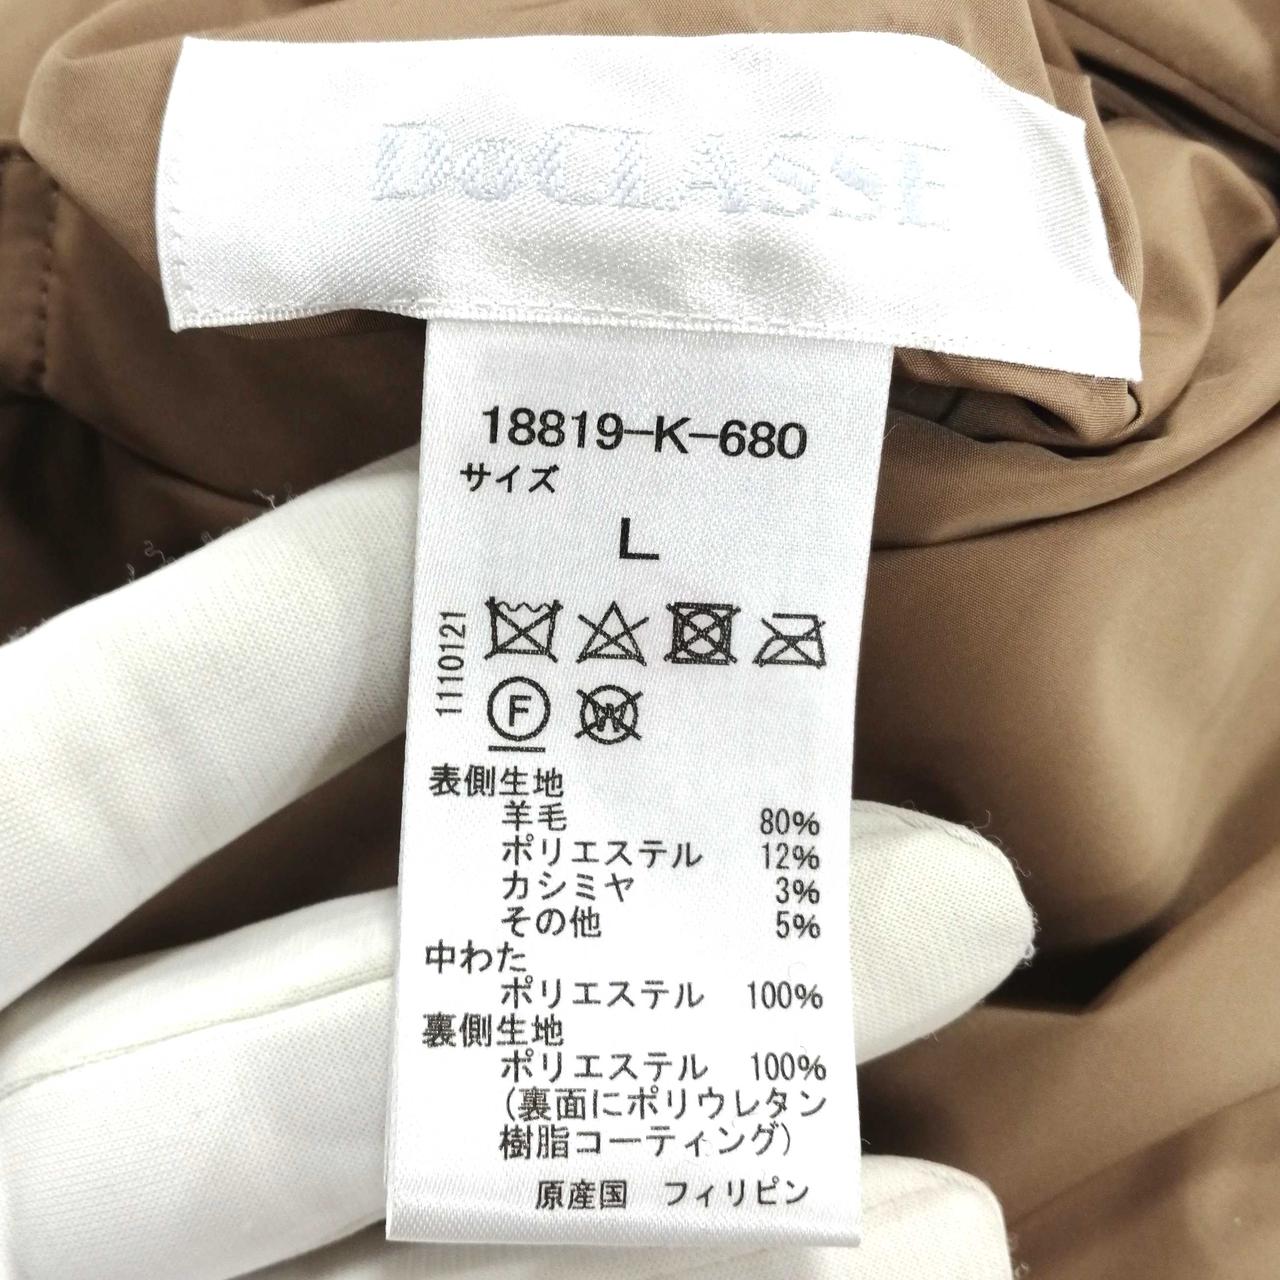 DoCLASSE
18819-K-680
サイズ
L
1110121
F
W
表側生地
羊毛 80%
ポリエステル 12%
カシミヤ 3%
その他 5%
中わた
ポリエステル 100%
裏側生地
ポリエステル 100%
(裏面にポリウレタン
樹脂コーティング)
原産国 フィリピン